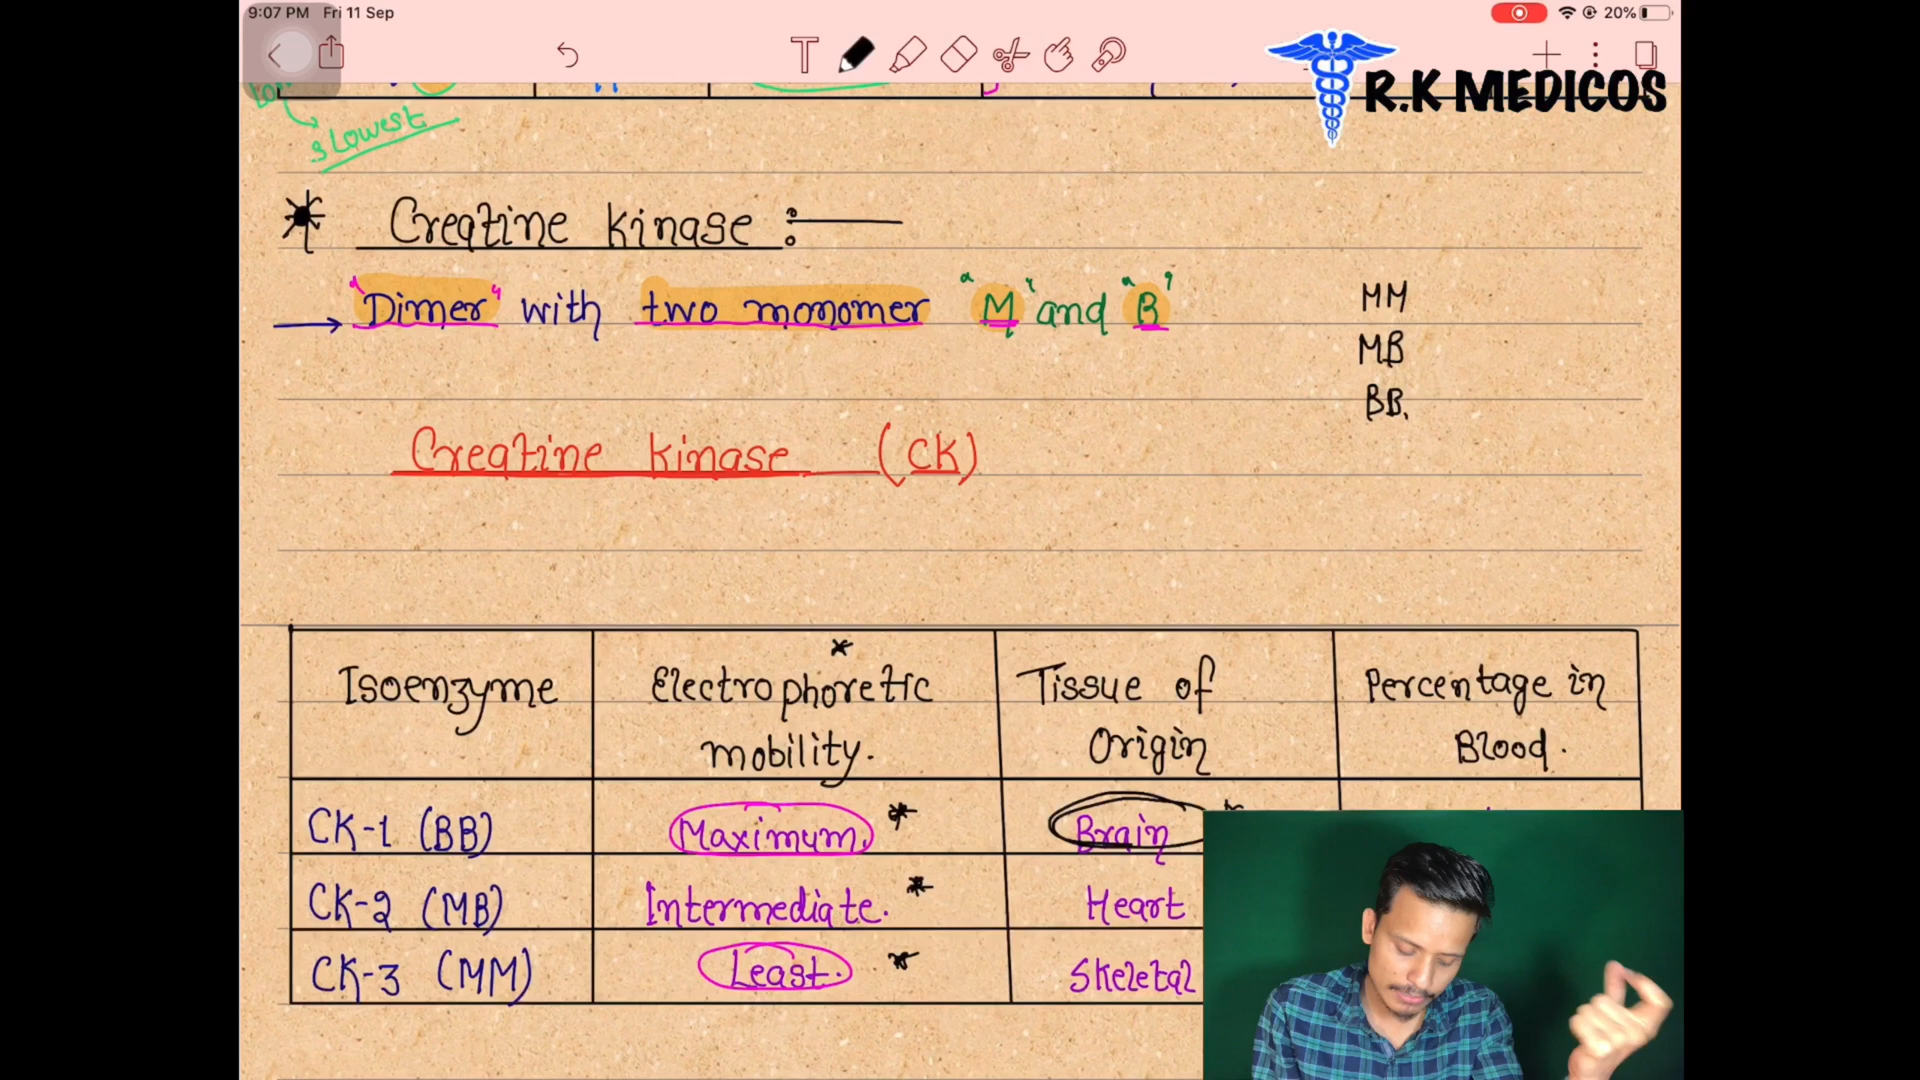 9:07 PM Fri 11 Sep
20%
T
R.K MEDICOS
Lowest
Creatine kinase :
"Dimer" with two monomer "M" and "B"
MM
MB
BB.
Creatine kinase (CK)
Isoenzyme
Electrophoretic mobility.
Tissue of Origin
Percentage in Blood.
CK-1 (BB) Maximum. Brain
CK-2 (MB) Intermediate. Heart
CK-3 (MM) Least. Skeletal